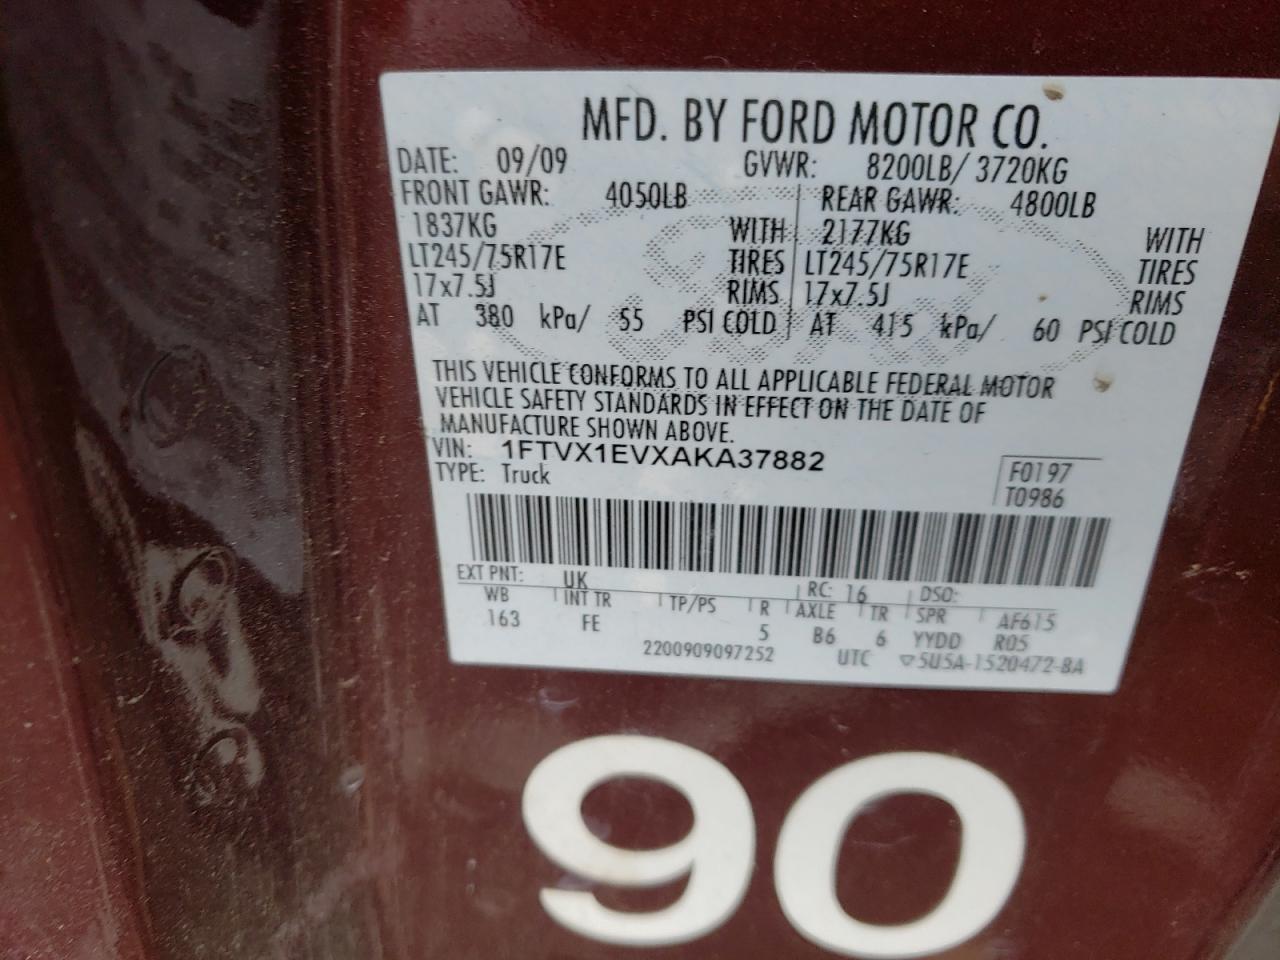 MFD. BY FORD MOTOR CO.
DATE: 09/09 GVWR: 8200LB/ 3720KG
FRONT GAWR: 4050LB REAR GAWR: 4800LB
1837KG WITH 2177KG WITH
LT245/75R17E TIRES LT245/75R17E TIRES
17x7.5J RIMS 17x7.5J RIMS
AT 380 kPa/ 55 PSI COLD AT 415 kPa/ 60 PSI COLD
THIS VEHICLE CONFORMS TO ALL APPLICABLE FEDERAL MOTOR
VEHICLE SAFETY STANDARDS IN EFFECT ON THE DATE OF
MANUFACTURE SHOWN ABOVE.
VIN: 1FTVX1EVXAKA37882
TYPE: Truck F0197
T0986
EXT PNT: UK RC: 16 DSO:
WB INT TR TP/PS R AXLE TR SPR AF615
163 FE 5 B6 6 YYDD R05
2200909097252 UTC ▽5U5A-1520472-BA
90